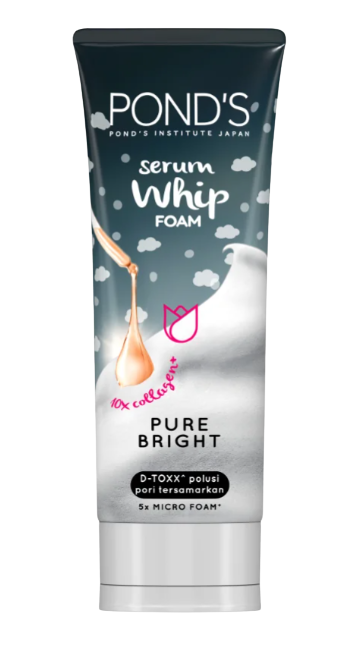 POND'S
POND'S INSTITUTE JAPAN
serum
Whip
FOAM
10x collagen+
PURE
BRIGHT
D-TOXX^ polusi
pori tersamarkan
5x MICRO FOAM*